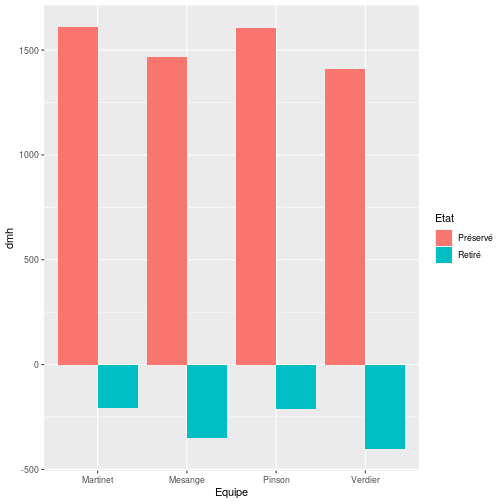 dmh
1500
1000
500
0
-500
Martinet Mesange Pinson Verdier
Equipe
Etat
Préservé
Retiré